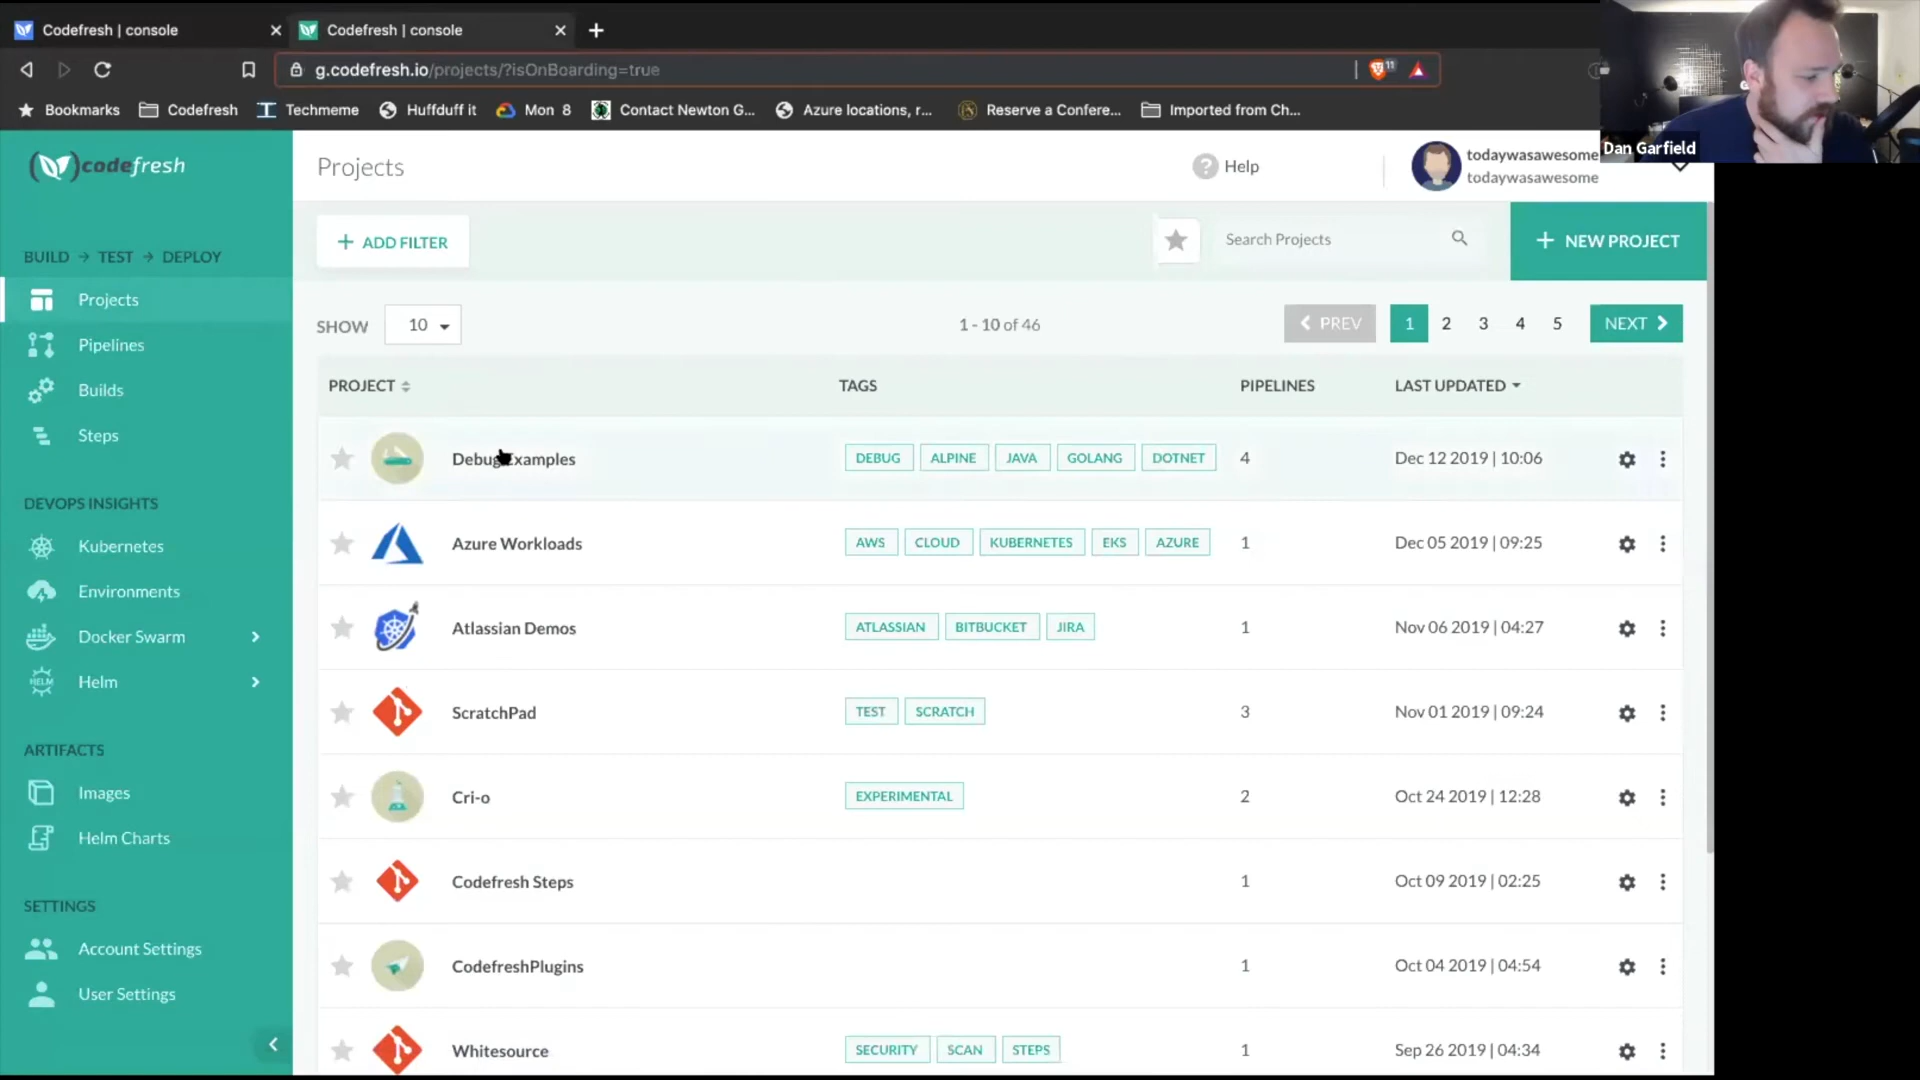 Codefresh | console
Codefresh | console
g.codefresh.io/projects/?isOnBoarding=true
11
Bookmarks Codefresh Techmeme Huffduff it Mon 8 Contact Newton G... Azure locations, r... Reserve a Confere... Imported from Ch...
Dan Garfield
codefresh
Projects
Help
todaywasawesome
todaywasawesome
BUILD → TEST → DEPLOY
Projects
Pipelines
Builds
Steps
DEVOPS INSIGHTS
Kubernetes
Environments
Docker Swarm
HELM
Helm
ARTIFACTS
Images
Helm Charts
SETTINGS
Account Settings
User Settings
+ ADD FILTER
Search Projects
+ NEW PROJECT
SHOW 10
1 - 10 of 46
PREV 1 2 3 4 5 NEXT
PROJECT TAGS PIPELINES LAST UPDATED
Debug Examples DEBUG ALPINE JAVA GOLANG DOTNET 4 Dec 12 2019 | 10:06
Azure Workloads AWS CLOUD KUBERNETES EKS AZURE 1 Dec 05 2019 | 09:25
Atlassian Demos ATLASSIAN BITBUCKET JIRA 1 Nov 06 2019 | 04:27
ScratchPad TEST SCRATCH 3 Nov 01 2019 | 09:24
Cri-o EXPERIMENTAL 2 Oct 24 2019 | 12:28
Codefresh Steps 1 Oct 09 2019 | 02:25
CodefreshPlugins 1 Oct 04 2019 | 04:54
Whitesource SECURITY SCAN STEPS 1 Sep 26 2019 | 04:34